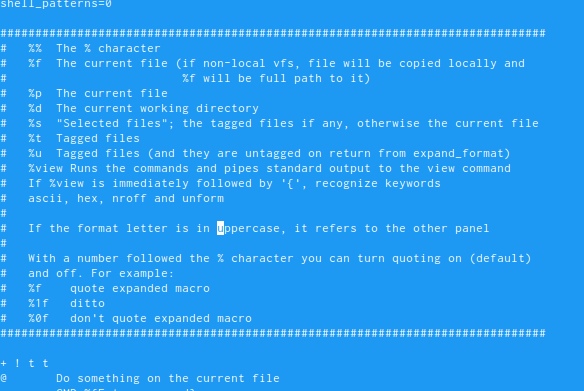 shell_patterns=0
##############################################################################
#   %%  The % character
#   %f  The current file (if non-local vfs, file will be copied locally and
#                         %f will be full path to it)
#   %p  The current file
#   %d  The current working directory
#   %s  "Selected files"; the tagged files if any, otherwise the current file
#   %t  Tagged files
#   %u  Tagged files (and they are untagged on return from expand_format)
#   %view Runs the commands and pipes standard output to the view command
#   If %view is immediately followed by '{', recognize keywords
#   ascii, hex, nroff and unform
#
#   If the format letter is in uppercase, it refers to the other panel
#
#   With a number followed the % character you can turn quoting on (default)
#   and off. For example:
#   %f    quote expanded macro
#   %1f   ditto
#   %0f   don't quote expanded macro
##############################################################################
+ ! t t
@       Do something on the current file